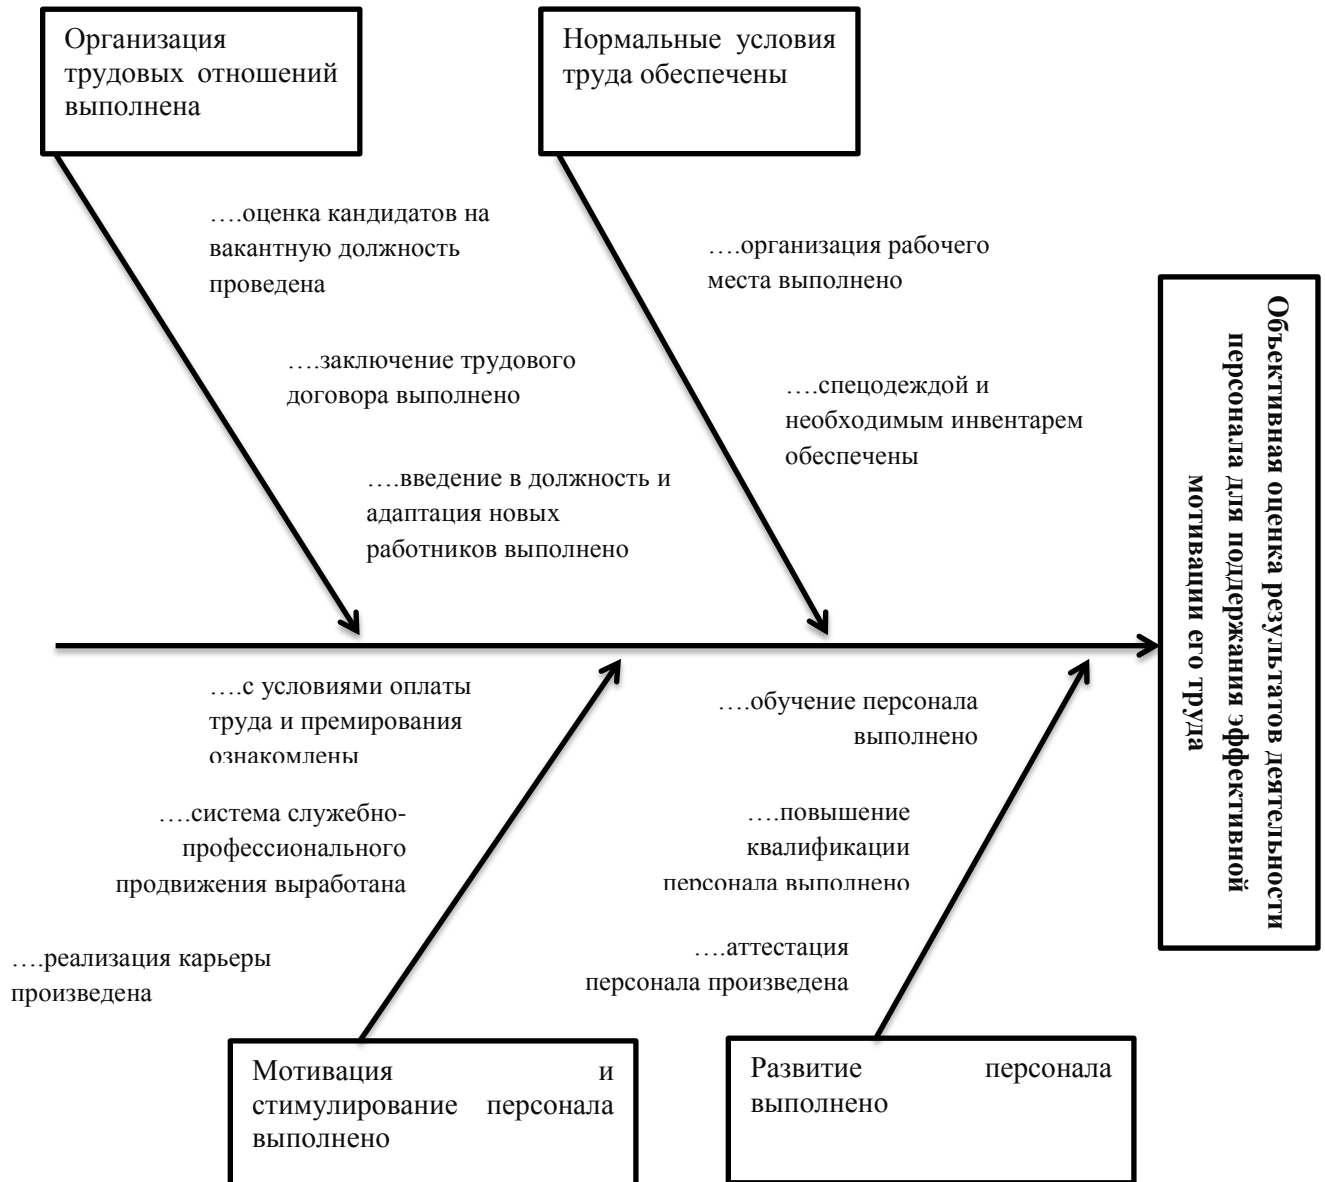 Организация
трудовых отношений
выполнена
Нормальные условия
труда обеспечены
….оценка кандидатов на
вакантную должность
проведена
….организация рабочего
места выполнено
….заключение трудового
договора выполнено
….спецодеждой и
необходимым инвентарем
обеспечены
….введение в должность и
адаптация новых
работников выполнено
Объективная оценка результатов деятельности
персонала для поддержания эффективной
мотивации его труда
….с условиями оплаты
труда и премирования
ознакомлены
….обучение персонала
выполнено
….система служебно-
профессионального
продвижения выработана
….повышение
квалификации
персонала выполнено
….реализация карьеры
произведена
….аттестация
персонала произведена
Мотивация и
стимулирование персонала
выполнено
Развитие персонала
выполнено